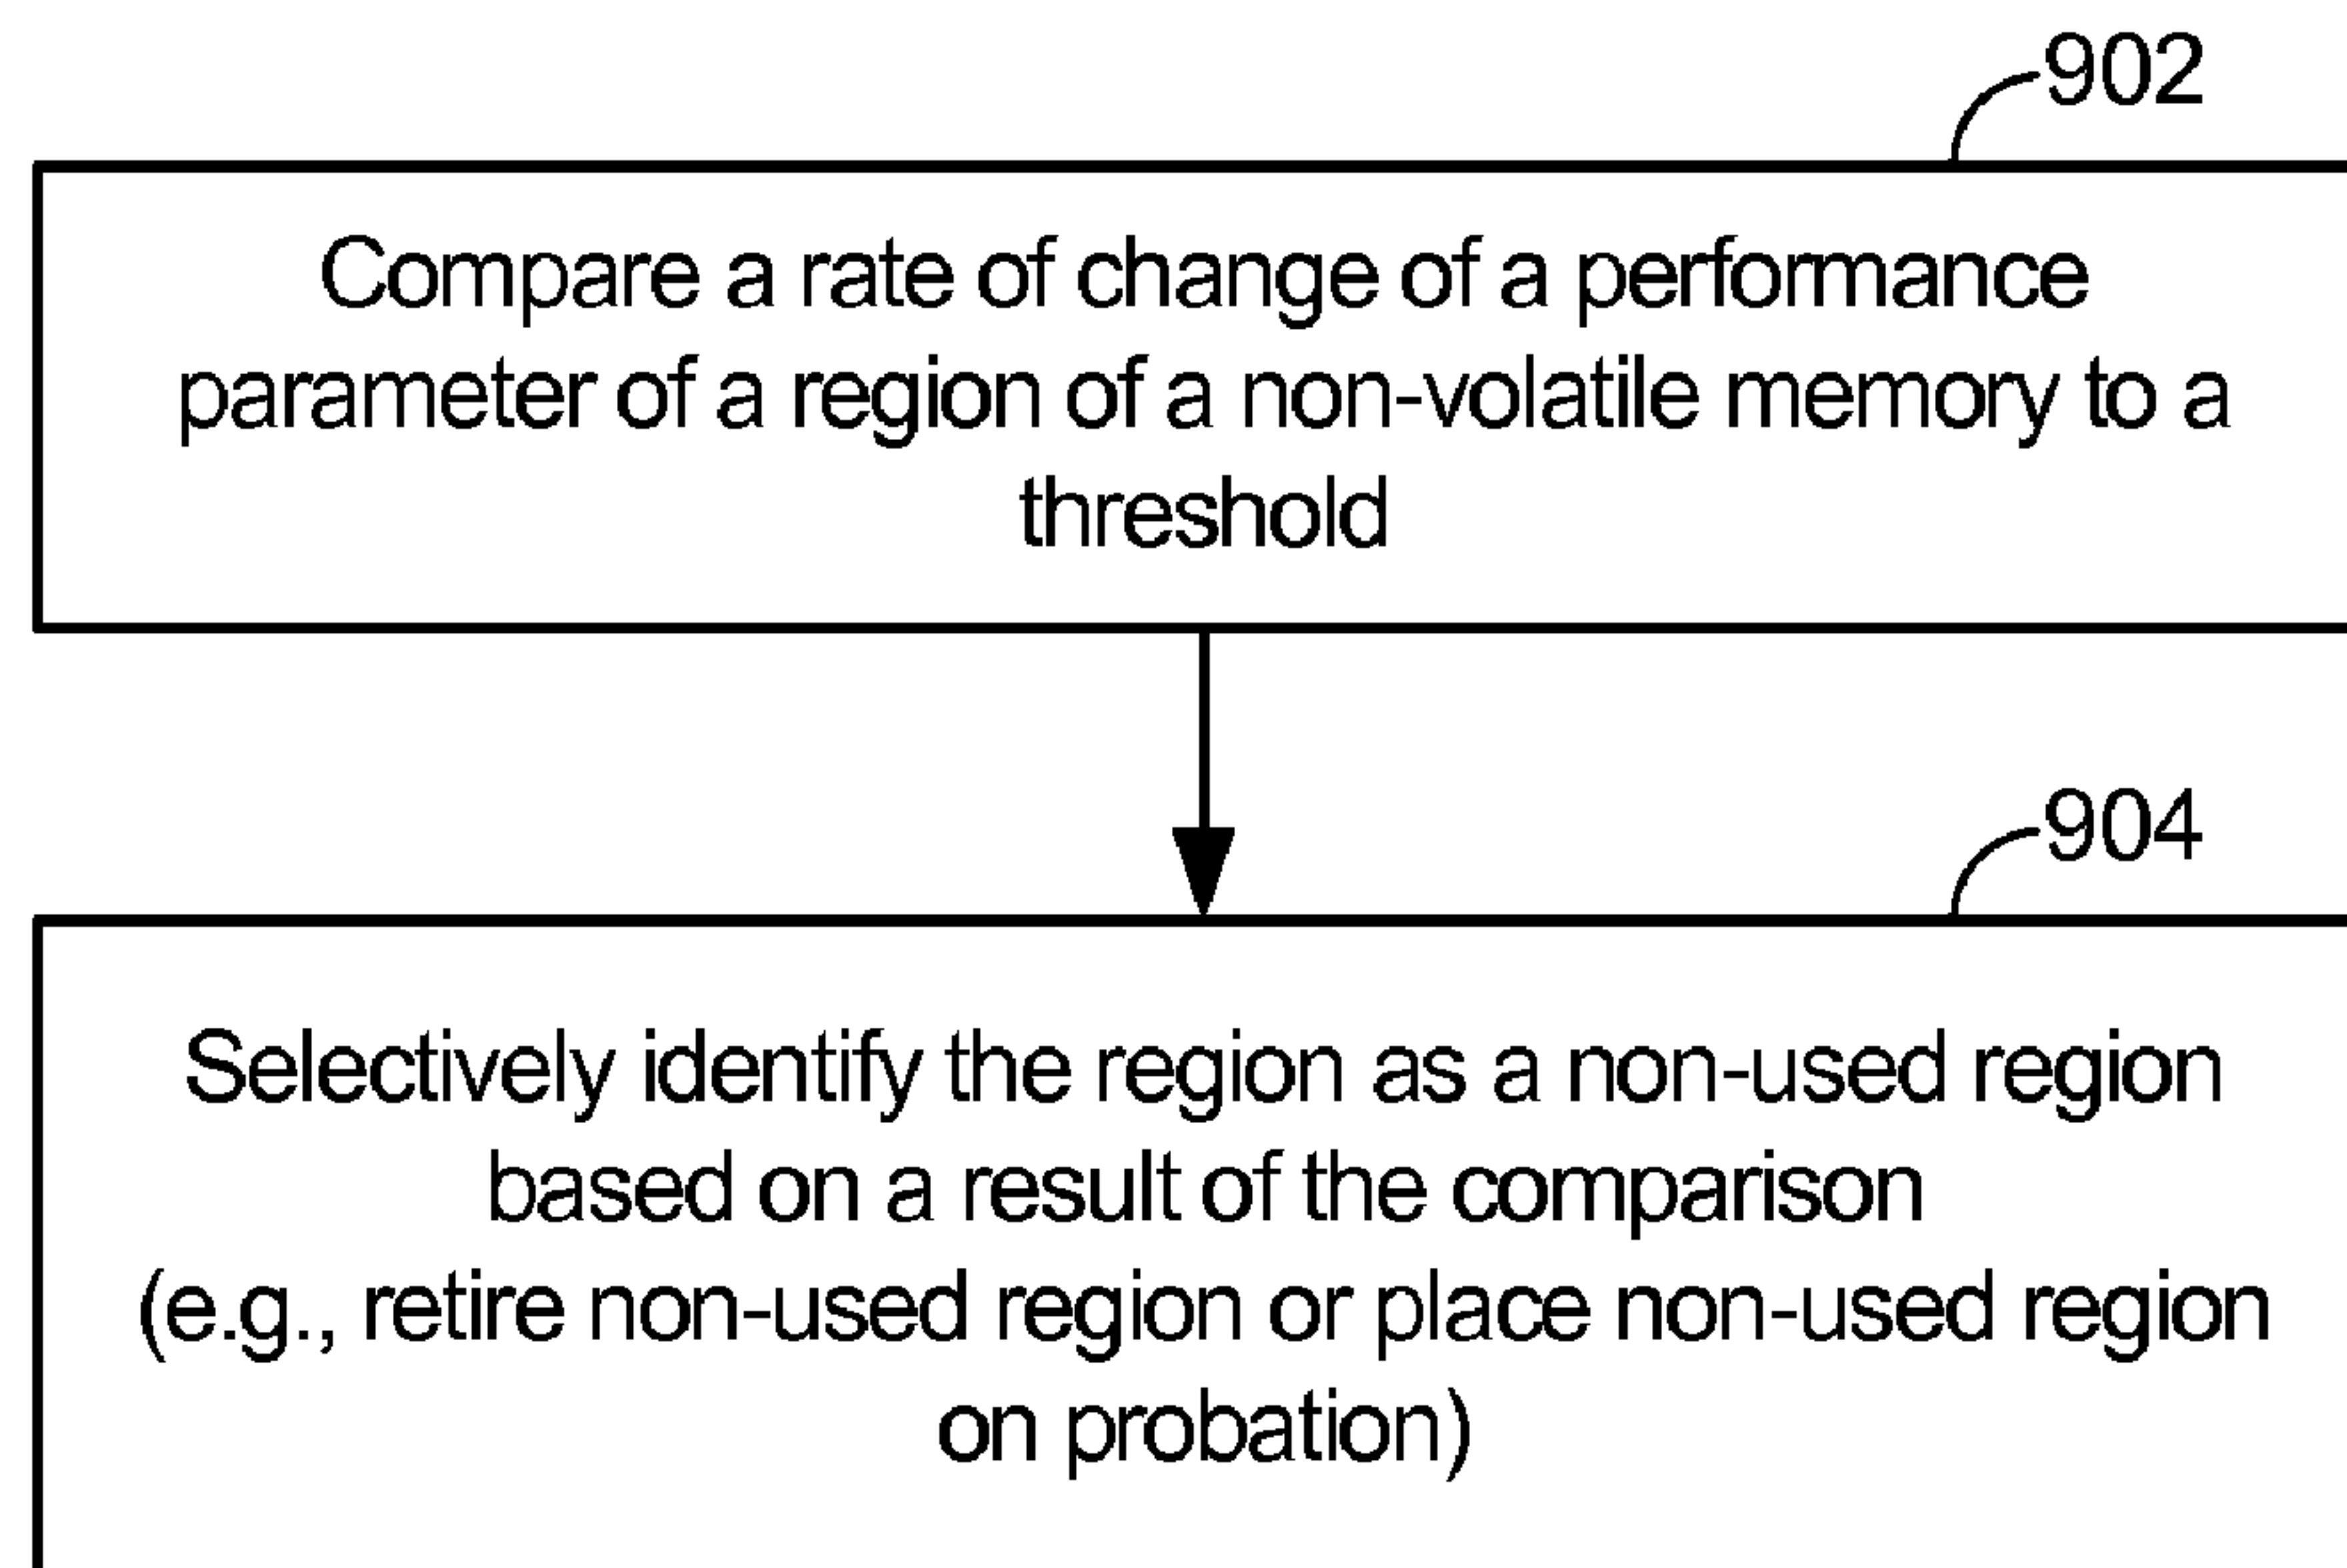 902
Compare a rate of change of a performance
parameter of a region of a non-volatile memory to a
threshold
904
Selectively identify the region as a non-used region
based on a result of the comparison
(e.g., retire non-used region or place non-used region
on probation)